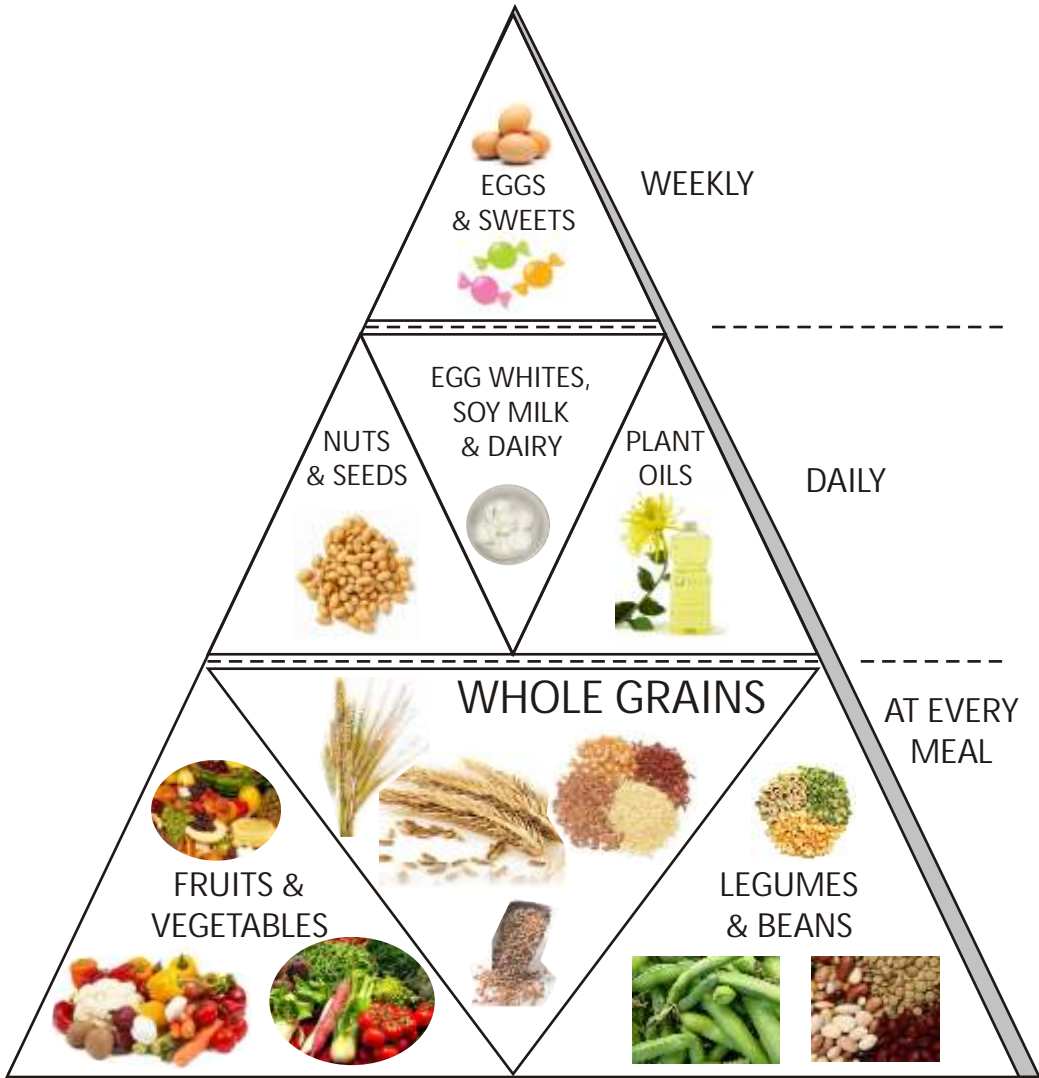 EGGS
& SWEETS
WEEKLY
EGG WHITES,
SOY MILK
& DAIRY
NUTS
& SEEDS
PLANT
OILS
DAILY
WHOLE GRAINS
AT EVERY
MEAL
FRUITS &
VEGETABLES
LEGUMES
& BEANS